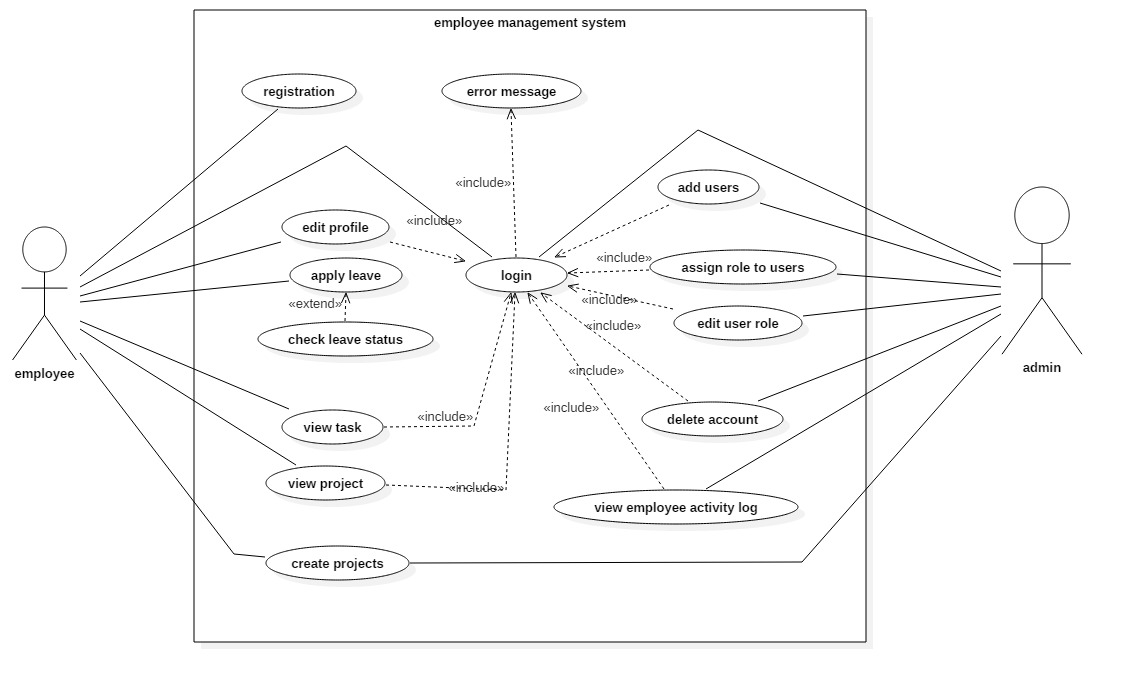 employee management system
registration
error message
«include»
add users
edit profile
«include»
apply leave
login
«include»
assign role to users
«extend»
«include»
check leave status
«include»
edit user role
employee
admin
«include»
view task
«include»
«include»
delete account
view project
«include»
view employee activity log
create projects